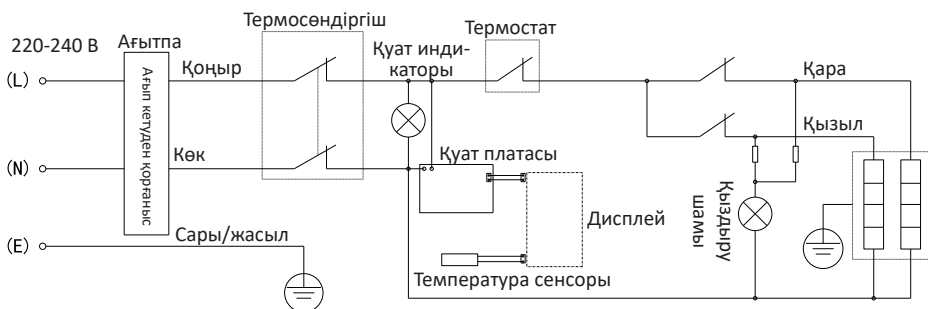 Термосөндіргіш
220-240 В
Ағытпа
Қуат инди-
каторы
Термостат
(L)
Қоңыр
Қара
Ағып кетуден қорғаныс
Қызыл
(N)
Көк
Қуат платасы
Қыздыру
шамы
Дисплей
(E)
Сары/жасыл
Температура сенсоры